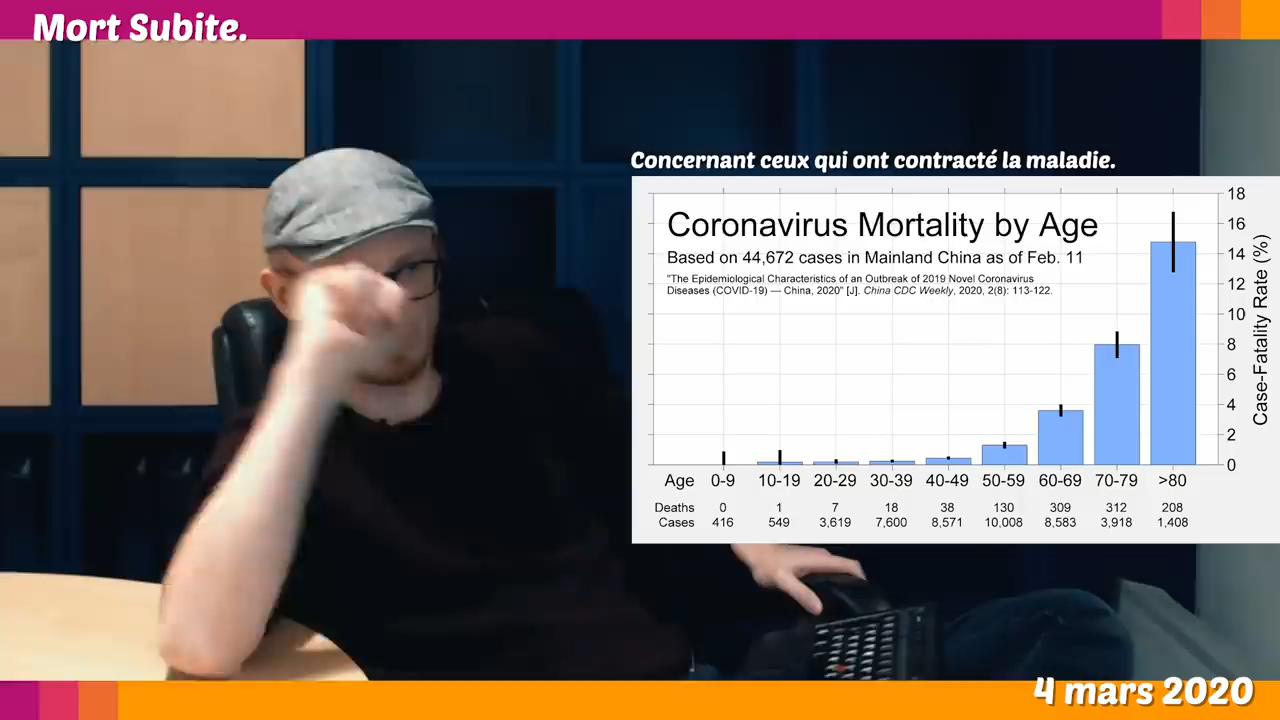 Mort Subite.
Concernant ceux qui ont contracté la maladie.
Coronavirus Mortality by Age
Based on 44,672 cases in Mainland China as of Feb. 11
"The Epidemiological Characteristics of an Outbreak of 2019 Novel Coronavirus
Diseases (COVID-19) — China, 2020" [J]. China CDC Weekly, 2020, 2(8): 113-122.
18
16
14
12
10
8
6
4
2
0
Case-Fatality Rate (%)
Age 0-9 10-19 20-29 30-39 40-49 50-59 60-69 70-79 >80
Deaths 0 1 7 18 38 130 309 312 208
Cases 416 549 3,619 7,600 8,571 10,008 8,583 3,918 1,408
4 mars 2020